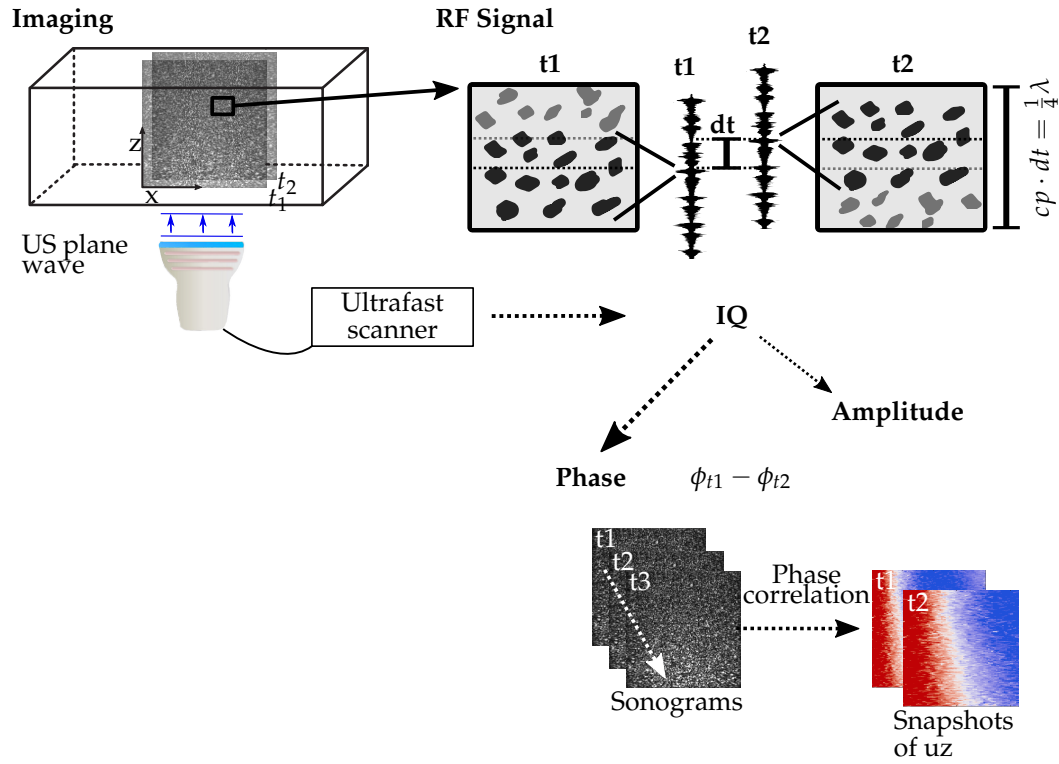 Imaging
RF Signal
t1
t1
t2
t2
dt
cp · dt = 1/4 λ
z
x
t₂
t₁
US plane
wave
Ultrafast
scanner
IQ
Amplitude
Phase
ϕₜ₁ − ϕₜ₂
t1
t2
t3
Phase
correlation
t1
t2
Sonograms
Snapshots
of uz